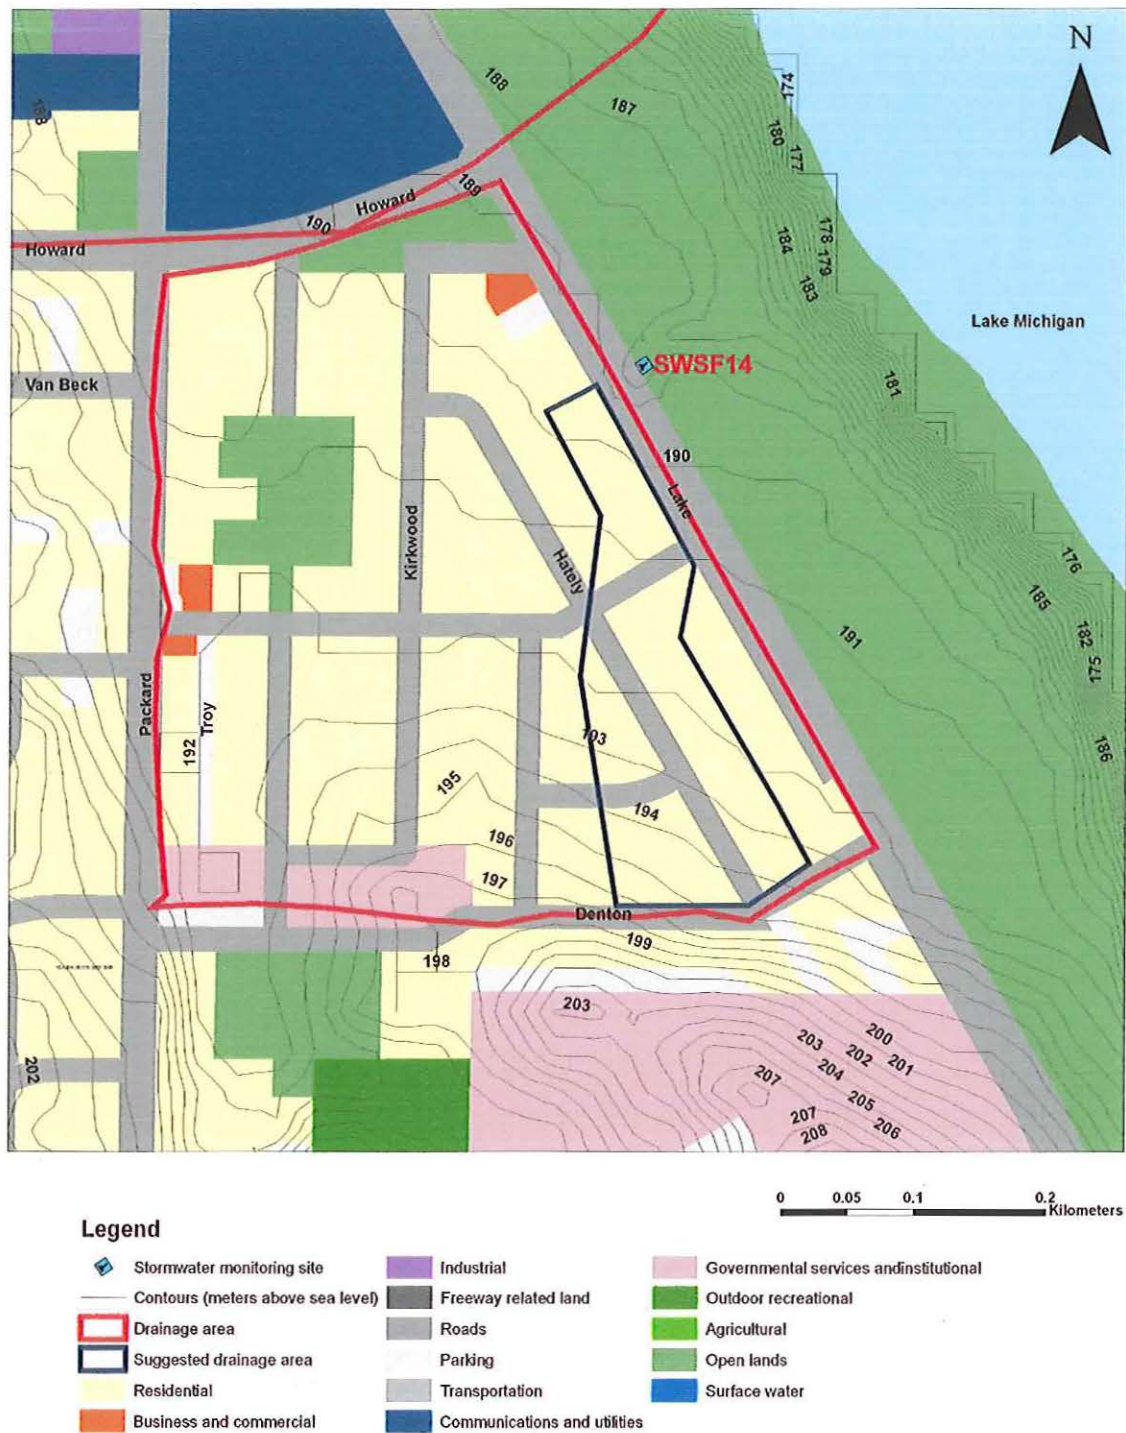 N
188
187
174
180
177
188
189
Howard
190
178
179
184
Howard
183
Lake Michigan
SWSF14
Van Beck
181
190
Lake
Kirkwood
176
Hately
185
191
182
175
Packard
Troy
192
193
186
195
194
196
197
Denton
199
198
203
200
203
202
201
202
207
204
205
207
206
208
0 0.05 0.1 0.2
Kilometers
Legend
Stormwater monitoring site
Contours (meters above sea level)
Drainage area
Suggested drainage area
Residential
Business and commercial
Industrial
Freeway related land
Roads
Parking
Transportation
Communications and utilities
Governmental services andinstitutional
Outdoor recreational
Agricultural
Open lands
Surface water